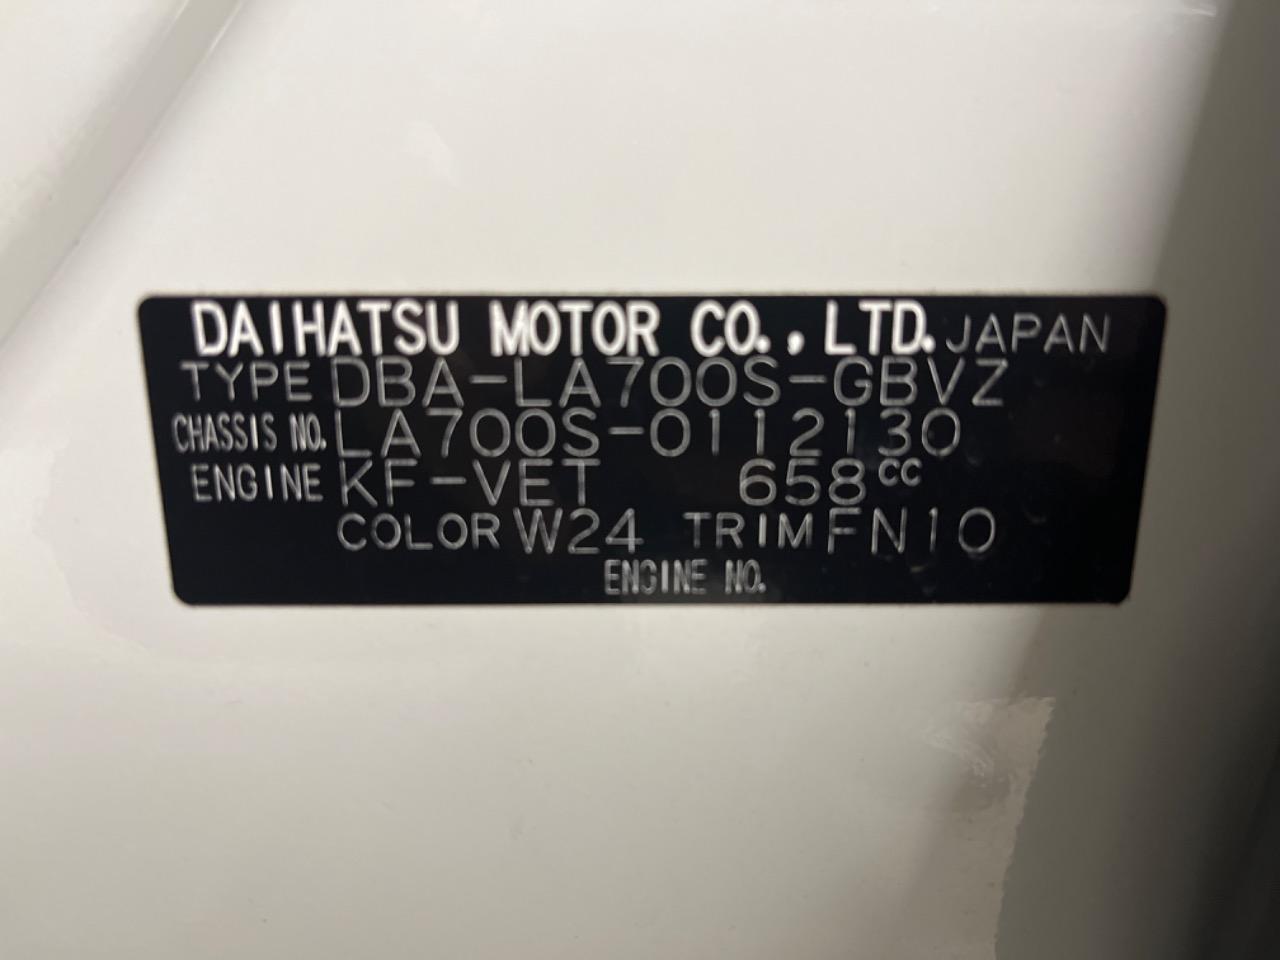 DAIHATSU MOTOR CO., LTD. JAPAN
TYPE DBA-LA700S-GBVZ
CHASSIS NO. LA700S-0112130
ENGINE KF-VET 658cc
COLOR W24 TRIM FN10
ENGINE NO.